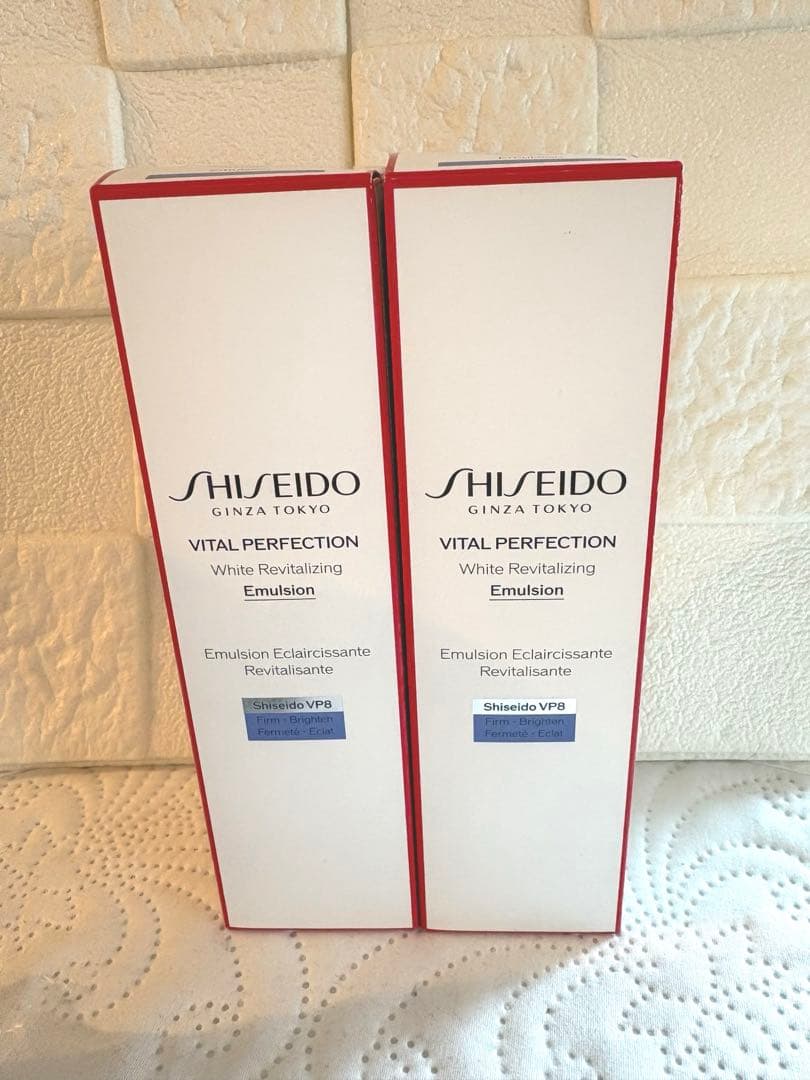 SHISEIDO
GINZA TOKYO
VITAL PERFECTION
White Revitalizing
Emulsion
Emulsion Eclaircissante
Revitalisante
Shiseido VP8
Firm - Brighten
Fermeté - Eclat
SHISEIDO
GINZA TOKYO
VITAL PERFECTION
White Revitalizing
Emulsion
Emulsion Eclaircissante
Revitalisante
Shiseido VP8
Firm - Brighten
Fermeté - Eclat